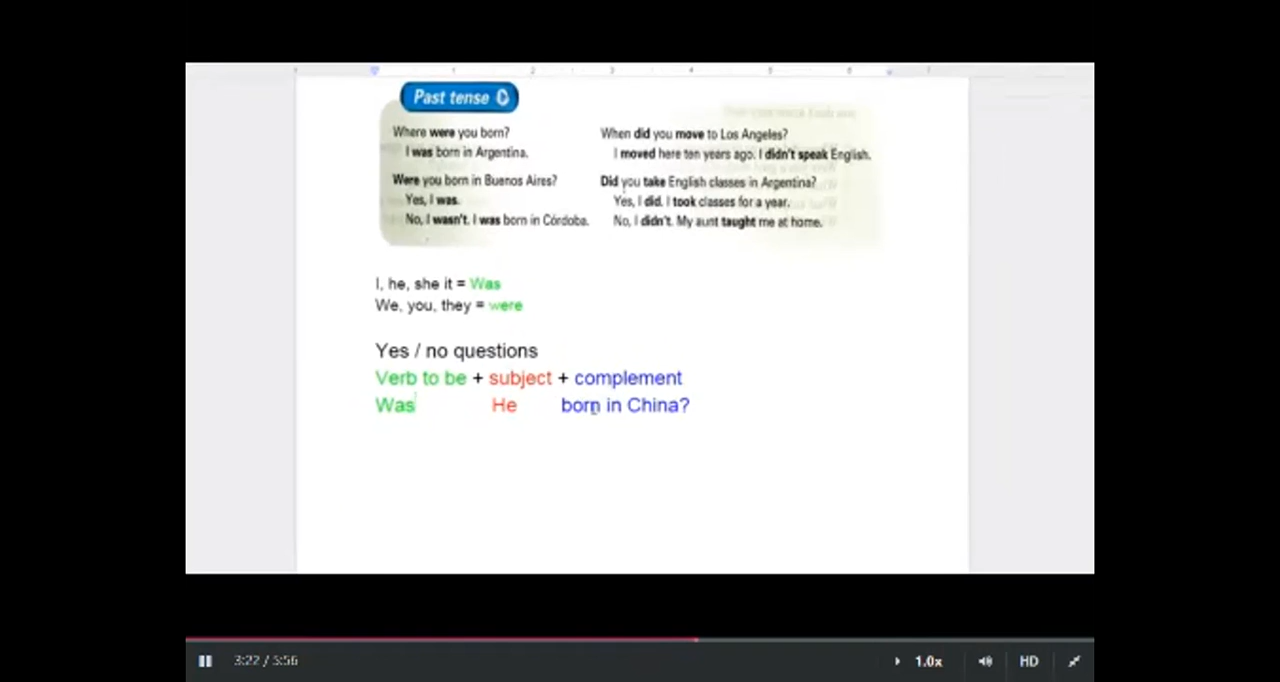 Past tense
Where were you born?
I was born in Argentina.
Were you born in Buenos Aires?
Yes, I was.
No, I wasn't. I was born in Córdoba.
When did you move to Los Angeles?
I moved here ten years ago. I didn't speak English.
Did you take English classes in Argentina?
Yes, I did. I took classes for a year.
No, I didn't. My aunt taught me at home.
I, he, she it = Was
We, you, they = were
Yes / no questions
Verb to be + subject + complement
Was He born in China?
3:22 / 5:56
1.0x
HD